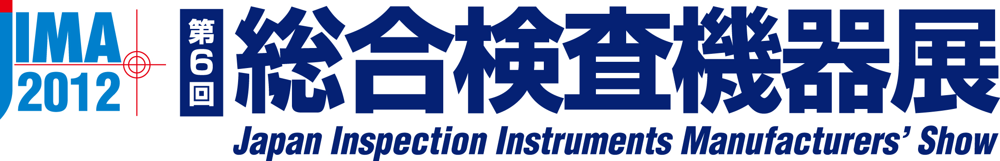 JIMA
2012
第6回
総合検査機器展
Japan Inspection Instruments Manufacturers' Show